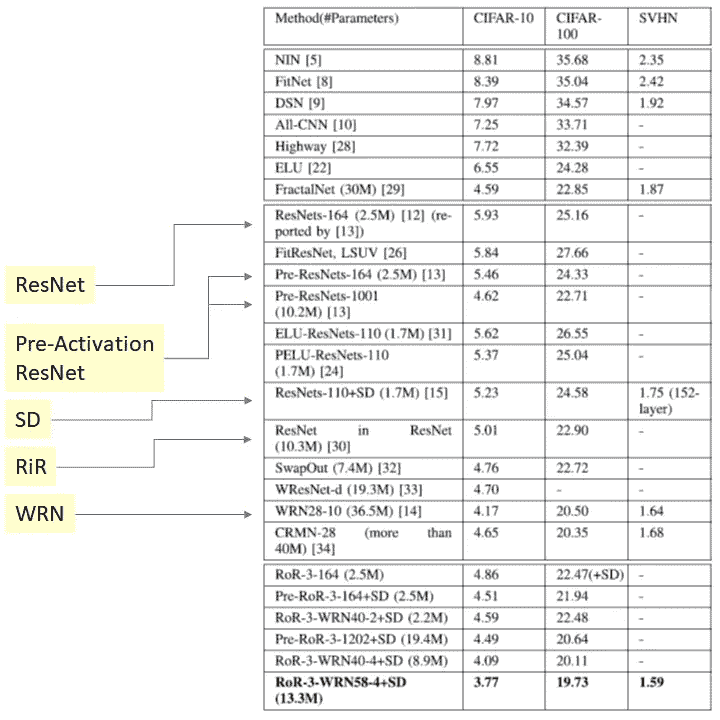 Method(#Parameters) CIFAR-10 CIFAR- SVHN
100
NIN [5] 8.81 35.68 2.35
FitNet [8] 8.39 35.04 2.42
DSN [9] 7.97 34.57 1.92
All-CNN [10] 7.25 33.71 -
Highway [28] 7.72 32.39 -
ELU [22] 6.55 24.28 -
FractalNet (30M) [29] 4.59 22.85 1.87
ResNets-164 (2.5M) [12] (re- 5.93 25.16 -
ported by [13])
FitResNet, LSUV [26] 5.84 27.66 -
Pre-ResNets-164 (2.5M) [13] 5.46 24.33 -
Pre-ResNets-1001 4.62 22.71 -
(10.2M) [13]
ELU-ResNets-110 (1.7M) [31] 5.62 26.55 -
PELU-ResNets-110 5.37 25.04 -
(1.7M) [24]
ResNets-110+SD (1.7M) [15] 5.23 24.58 1.75 (152-
layer)
ResNet in ResNet 5.01 22.90 -
(10.3M) [30]
SwapOut (7.4M) [32] 4.76 22.72 -
WResNet-d (19.3M) [33] 4.70 - -
WRN28-10 (36.5M) [14] 4.17 20.50 1.64
CRMN-28 (more than 4.65 20.35 1.68
40M) [34]
RoR-3-164 (2.5M) 4.86 22.47(+SD) -
Pre-RoR-3-164+SD (2.5M) 4.51 21.94 -
RoR-3-WRN40-2+SD (2.2M) 4.59 22.48 -
Pre-RoR-3-1202+SD (19.4M) 4.49 20.64 -
RoR-3-WRN40-4+SD (8.9M) 4.09 20.11 -
RoR-3-WRN58-4+SD 3.77 19.73 1.59
(13.3M)
ResNet
Pre-Activation
ResNet
SD
RiR
WRN